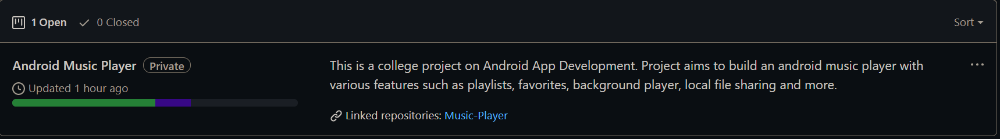 1 Open 0 Closed Sort
Android Music Player Private
Updated 1 hour ago
This is a college project on Android App Development. Project aims to build an android music player with
various features such as playlists, favorites, background player, local file sharing and more.
Linked repositories: Music-Player